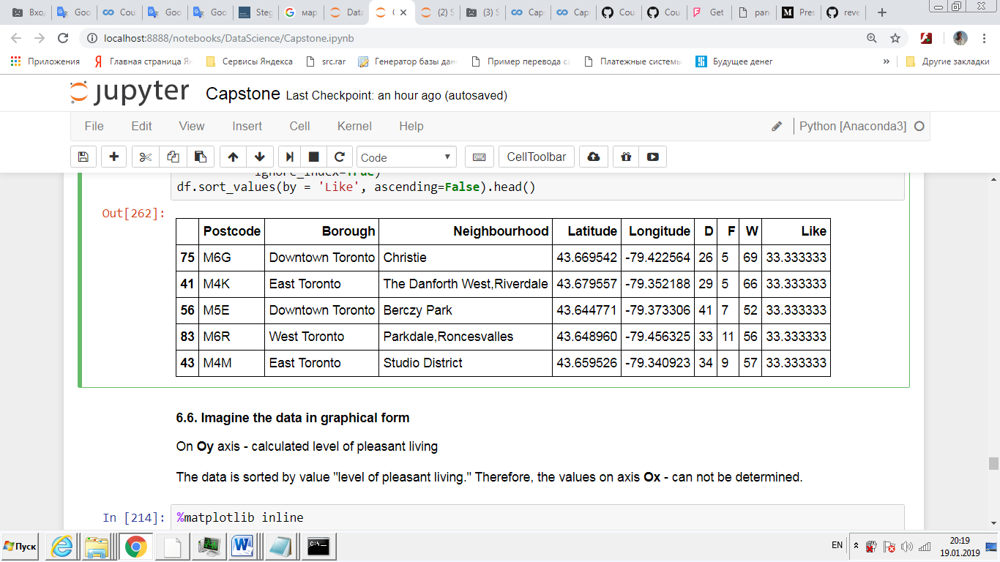 Вход Goo Cou Goo Goo Steg мар Data C (2) S (3) S Cap Cap Cou Cou Get pan Pres reve
localhost:8888/notebooks/DataScience/Capstone.ipynb
Приложения Главная страница Ян Сервисы Яндекса src.rar Генератор базы дан Пример перевода са Платежные системы Будущее денег » Другие закладки
jupyter Capstone Last Checkpoint: an hour ago (autosaved)
File Edit View Insert Cell Kernel Help Python [Anaconda3]
Code CellToolbar
ignore_index=True)
df.sort_values(by = 'Like', ascending=False).head()
Out[262]:
Postcode Borough Neighbourhood Latitude Longitude D F W Like
75 M6G Downtown Toronto Christie 43.669542 -79.422564 26 5 69 33.333333
41 M4K East Toronto The Danforth West,Riverdale 43.679557 -79.352188 29 5 66 33.333333
56 M5E Downtown Toronto Berczy Park 43.644771 -79.373306 41 7 52 33.333333
83 M6R West Toronto Parkdale,Roncesvalles 43.648960 -79.456325 33 11 56 33.333333
43 M4M East Toronto Studio District 43.659526 -79.340923 34 9 57 33.333333
6.6. Imagine the data in graphical form
On Oy axis - calculated level of pleasant living
The data is sorted by value "level of pleasant living." Therefore, the values on axis Ox - can not be determined.
In [214]: %matplotlib inline
Пуск EN 20:19
19.01.2019